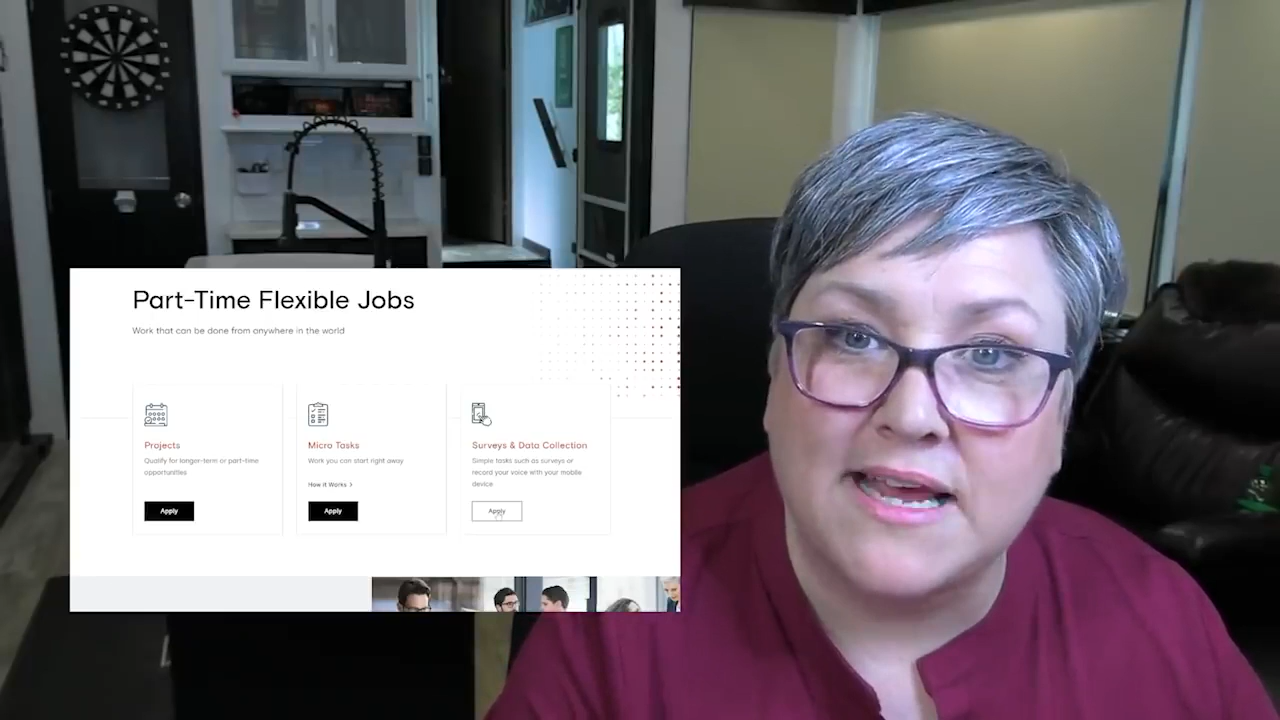 Part-Time Flexible Jobs
Work that can be done from anywhere in the world
Projects
Qualify for longer-term or part-time
opportunities
Apply
Micro Tasks
Work you can start right away
How It Works >
Apply
Surveys & Data Collection
Simple tasks such as surveys or
record your voice with your mobile
device
Apply